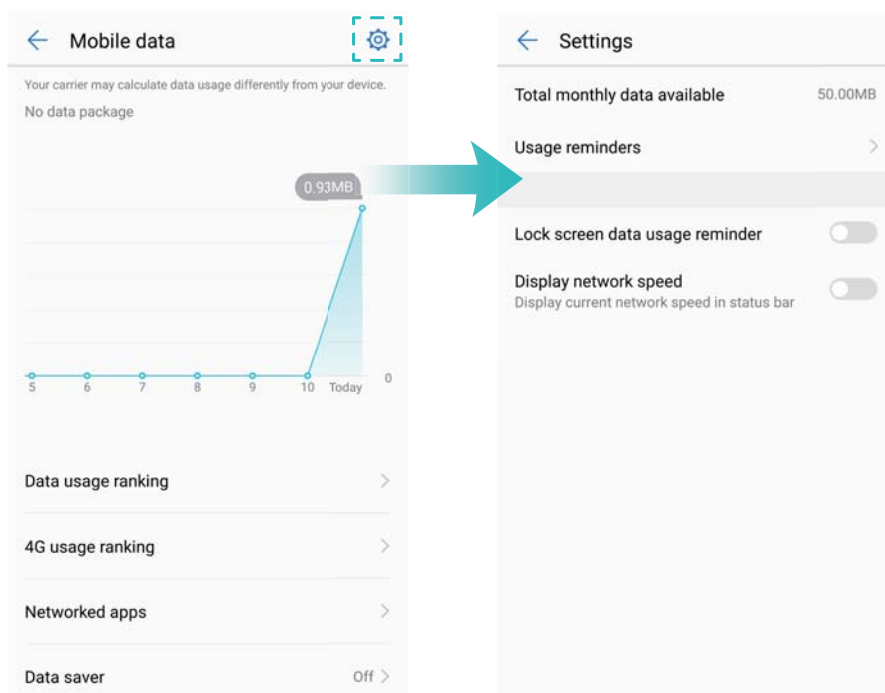 Mobile data
Your carrier may calculate data usage differently from your device.
No data package
0.93MB
0
5 6 7 8 9 10 Today
Data usage ranking
4G usage ranking
Networked apps
Data saver Off
Settings
Total monthly data available 50.00MB
Usage reminders
Lock screen data usage reminder
Display network speed
Display current network speed in status bar